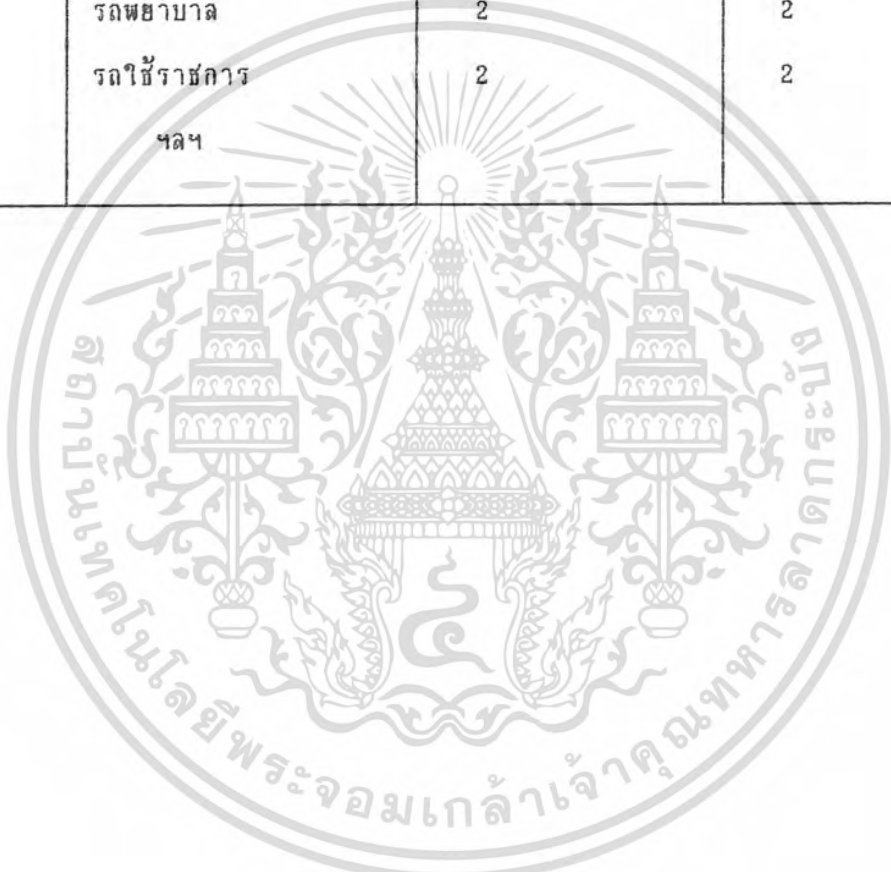 รถพยาบาล 2 2
รถใช้ราชการ 2 2
ฯลฯ
สถาบันเทคโนโลยีพระจอมเกล้าเจ้าคุณทหารลาดกระบัง
๔